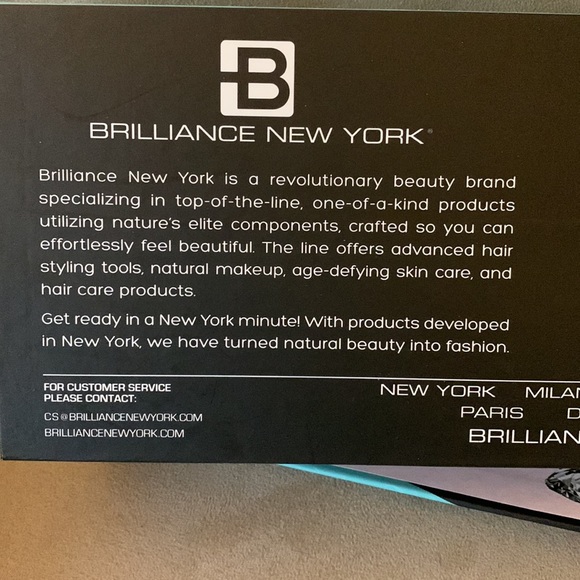 B
BRILLIANCE NEW YORK®
Brilliance New York is a revolutionary beauty brand
specializing in top-of-the-line, one-of-a-kind products
utilizing nature's elite components, crafted so you can
effortlessly feel beautiful. The line offers advanced hair
styling tools, natural makeup, age-defying skin care, and
hair care products.
Get ready in a New York minute! With products developed
in New York, we have turned natural beauty into fashion.
FOR CUSTOMER SERVICE
PLEASE CONTACT:
CS@BRILLIANCENEWYORK.COM
BRILLIANCENEWYORK.COM
NEW YORK MILAN
PARIS D
BRILLIAN